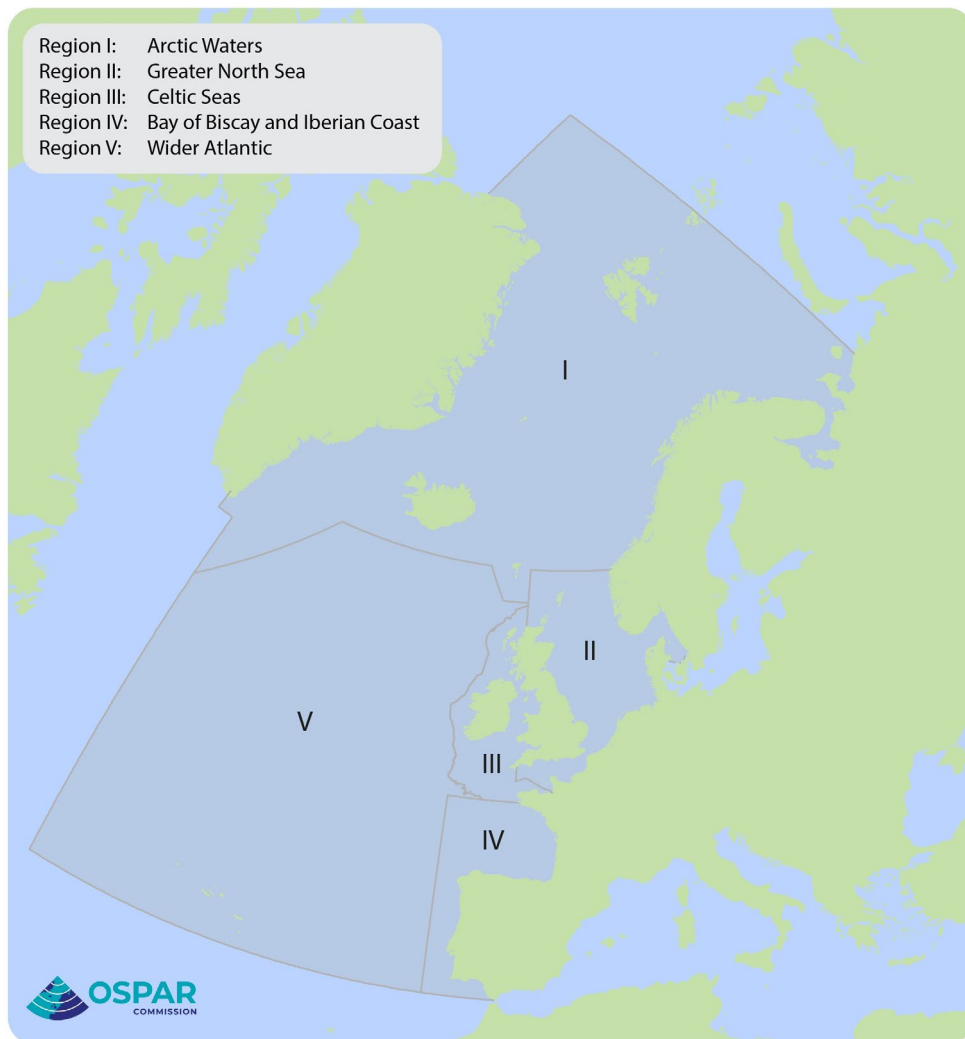 Region I: Arctic Waters
Region II: Greater North Sea
Region III: Celtic Seas
Region IV: Bay of Biscay and Iberian Coast
Region V: Wider Atlantic
I
II
V
III
IV
OSPAR
COMMISSION